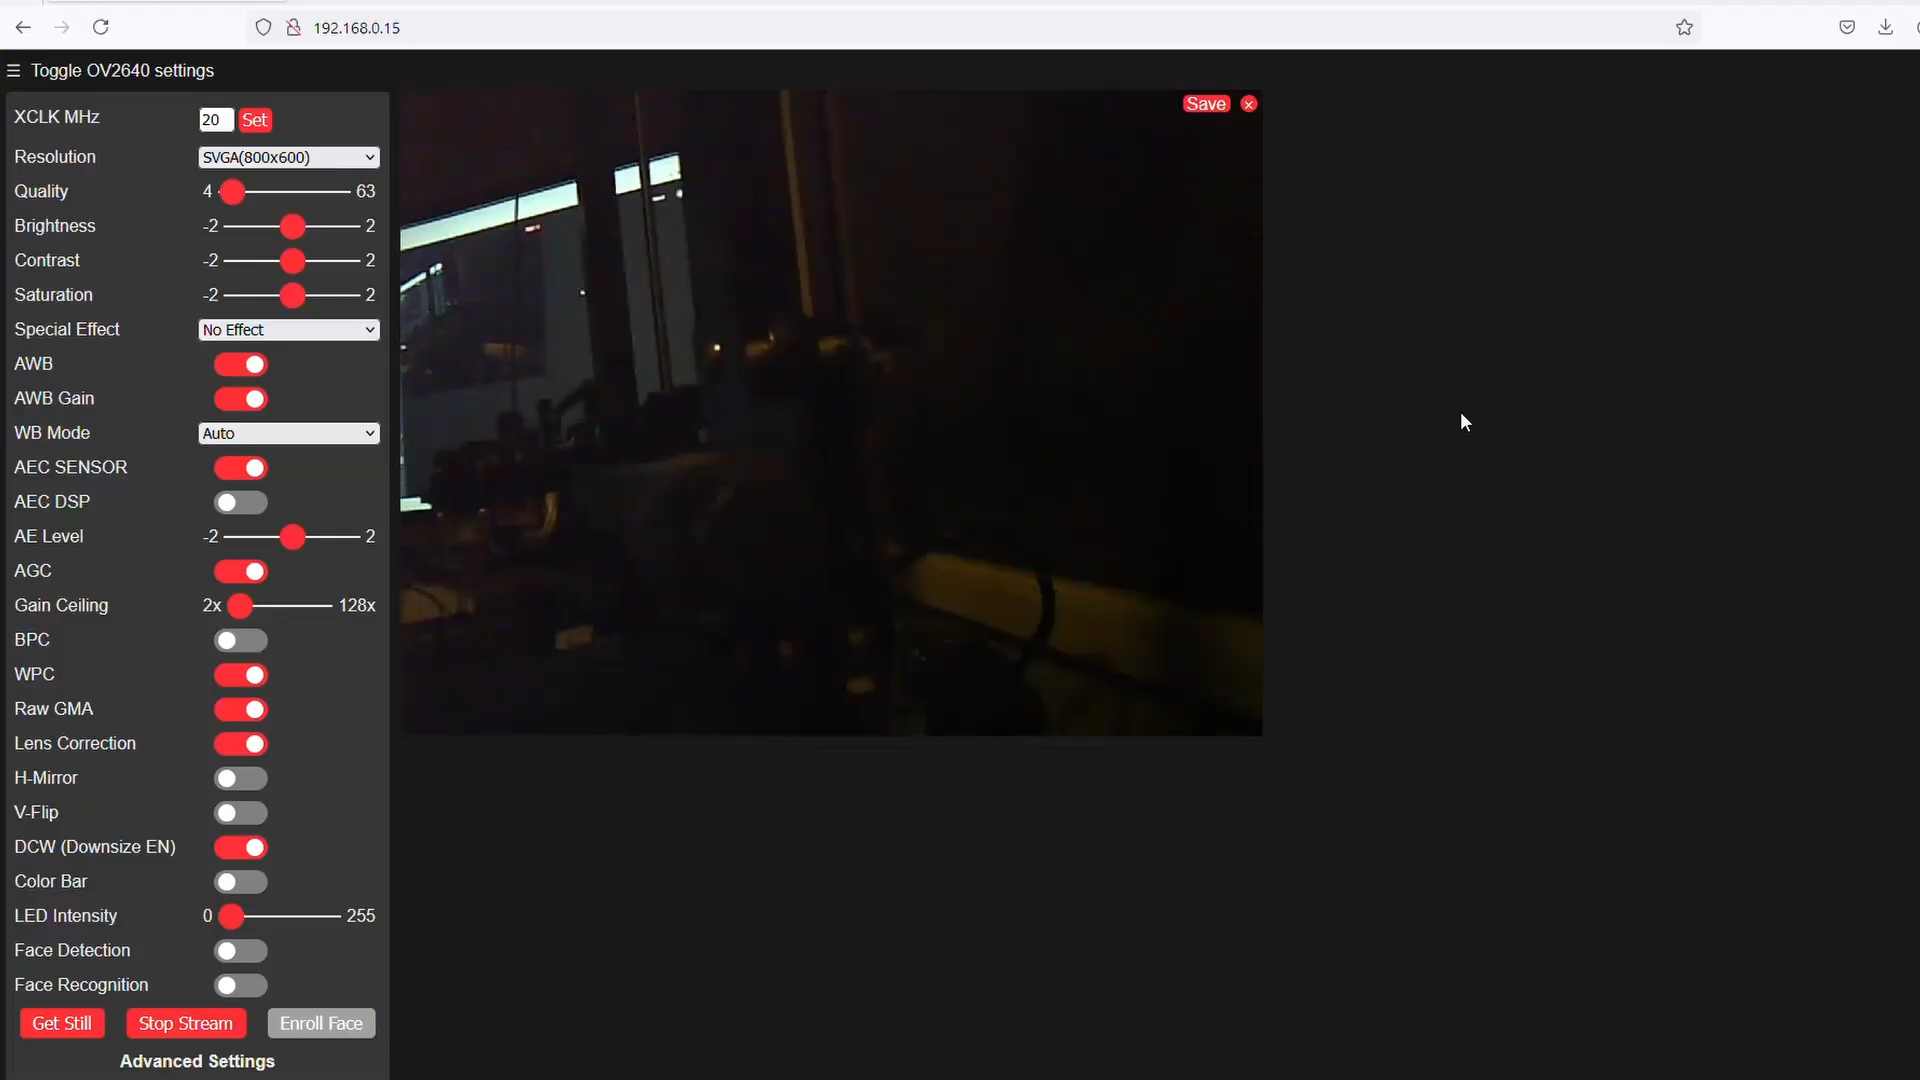 192.168.0.15
☰ Toggle OV2640 settings
XCLK MHz 20 Set
Save ×
Resolution SVGA(800x600)
Quality 4 63
Brightness -2 2
Contrast -2 2
Saturation -2 2
Special Effect No Effect
AWB
AWB Gain
WB Mode Auto
AEC SENSOR
AEC DSP
AE Level -2 2
AGC
Gain Ceiling 2x 128x
BPC
WPC
Raw GMA
Lens Correction
H-Mirror
V-Flip
DCW (Downsize EN)
Color Bar
LED Intensity 0 255
Face Detection
Face Recognition
Get Still Stop Stream Enroll Face
Advanced Settings